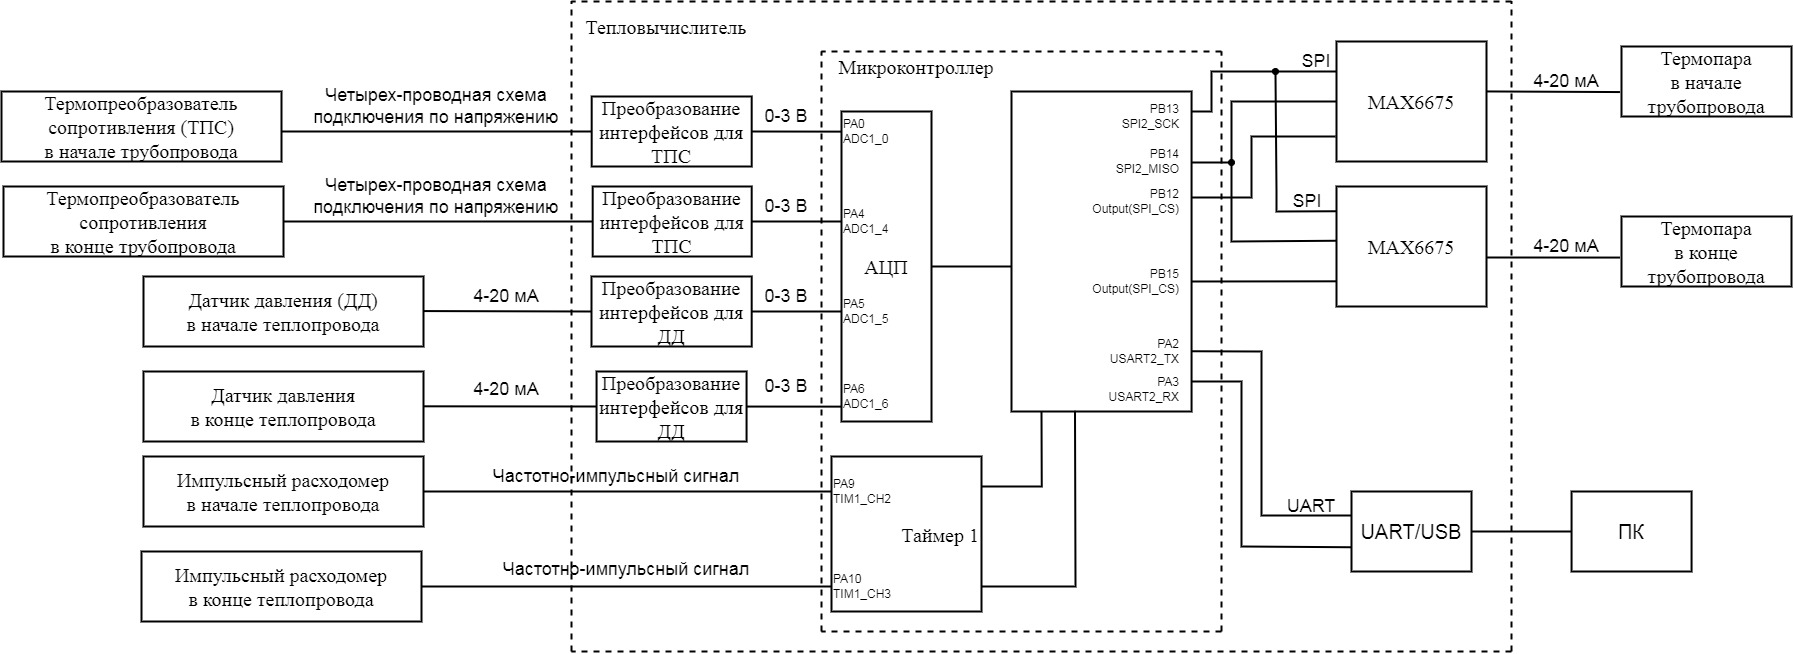 Тепловычислитель
Микроконтроллер
Термопреобразователь
сопротивления (ТПС)
в начале трубопровода
Четырех-проводная схема
подключения по напряжению
Преобразование
интерфейсов для
ТПС
0-3 В
PA0
ADC1_0
Термопреобразователь
сопротивления
в конце трубопровода
Четырех-проводная схема
подключения по напряжению
Преобразование
интерфейсов для
ТПС
0-3 В
PA4
ADC1_4
АЦП
Датчик давления (ДД)
в начале теплопровода
4-20 мА
Преобразование
интерфейсов для
ДД
0-3 В
PA5
ADC1_5
Датчик давления
в конце теплопровода
4-20 мА
Преобразование
интерфейсов для
ДД
0-3 В
PA6
ADC1_6
Импульсный расходомер
в начале теплопровода
Частотно-импульсный сигнал
PA9
TIM1_CH2
Таймер 1
Импульсный расходомер
в конце теплопровода
Частотно-импульсный сигнал
PA10
TIM1_CH3
PB13
SPI2_SCK
PB14
SPI2_MISO
PB12
Output(SPI_CS)
PB15
Output(SPI_CS)
PA2
USART2_TX
PA3
USART2_RX
SPI
MAX6675
4-20 мА
Термопара
в начале
трубопровода
SPI
MAX6675
4-20 мА
Термопара
в конце
трубопровода
UART
UART/USB
ПК